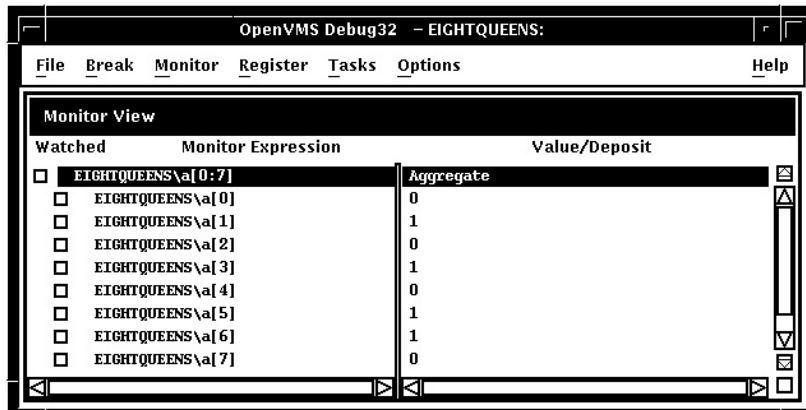 OpenVMS Debug32 - EIGHTQUEENS:
File Break Monitor Register Tasks Options Help
Monitor View
Watched Monitor Expression Value/Deposit
EIGHTQUEENS\a[0:7] Aggregate
EIGHTQUEENS\a[0] 0
EIGHTQUEENS\a[1] 1
EIGHTQUEENS\a[2] 0
EIGHTQUEENS\a[3] 1
EIGHTQUEENS\a[4] 0
EIGHTQUEENS\a[5] 1
EIGHTQUEENS\a[6] 1
EIGHTQUEENS\a[7] 0